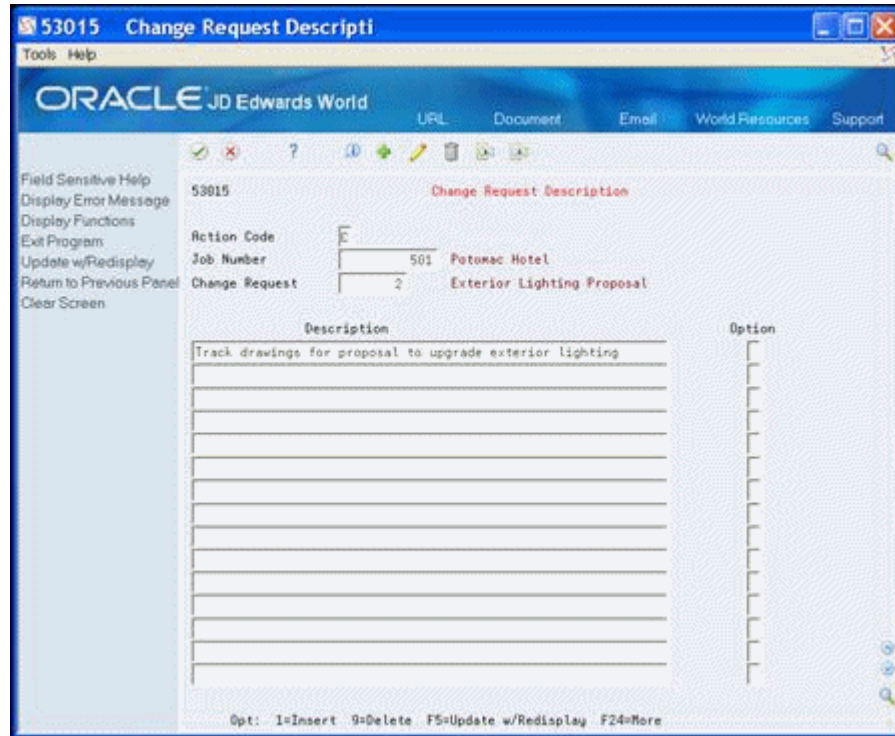 53015 Change Request Descripti
Tools Help
ORACLE JD Edwards World
URL Document Email World Resources Support
Field Sensitive Help
Display Error Message
Display Functions
Exit Program
Update w/Redisplay
Return to Previous Panel
Clear Screen
53015 Change Request Description
Action Code C
Job Number 501 Potomac Hotel
Change Request 2 Exterior Lighting Proposal
Description Option
Track drawings for proposal to upgrade exterior lighting
Opt: 1=Insert 9=Delete F5=Update w/Redisplay F24=More